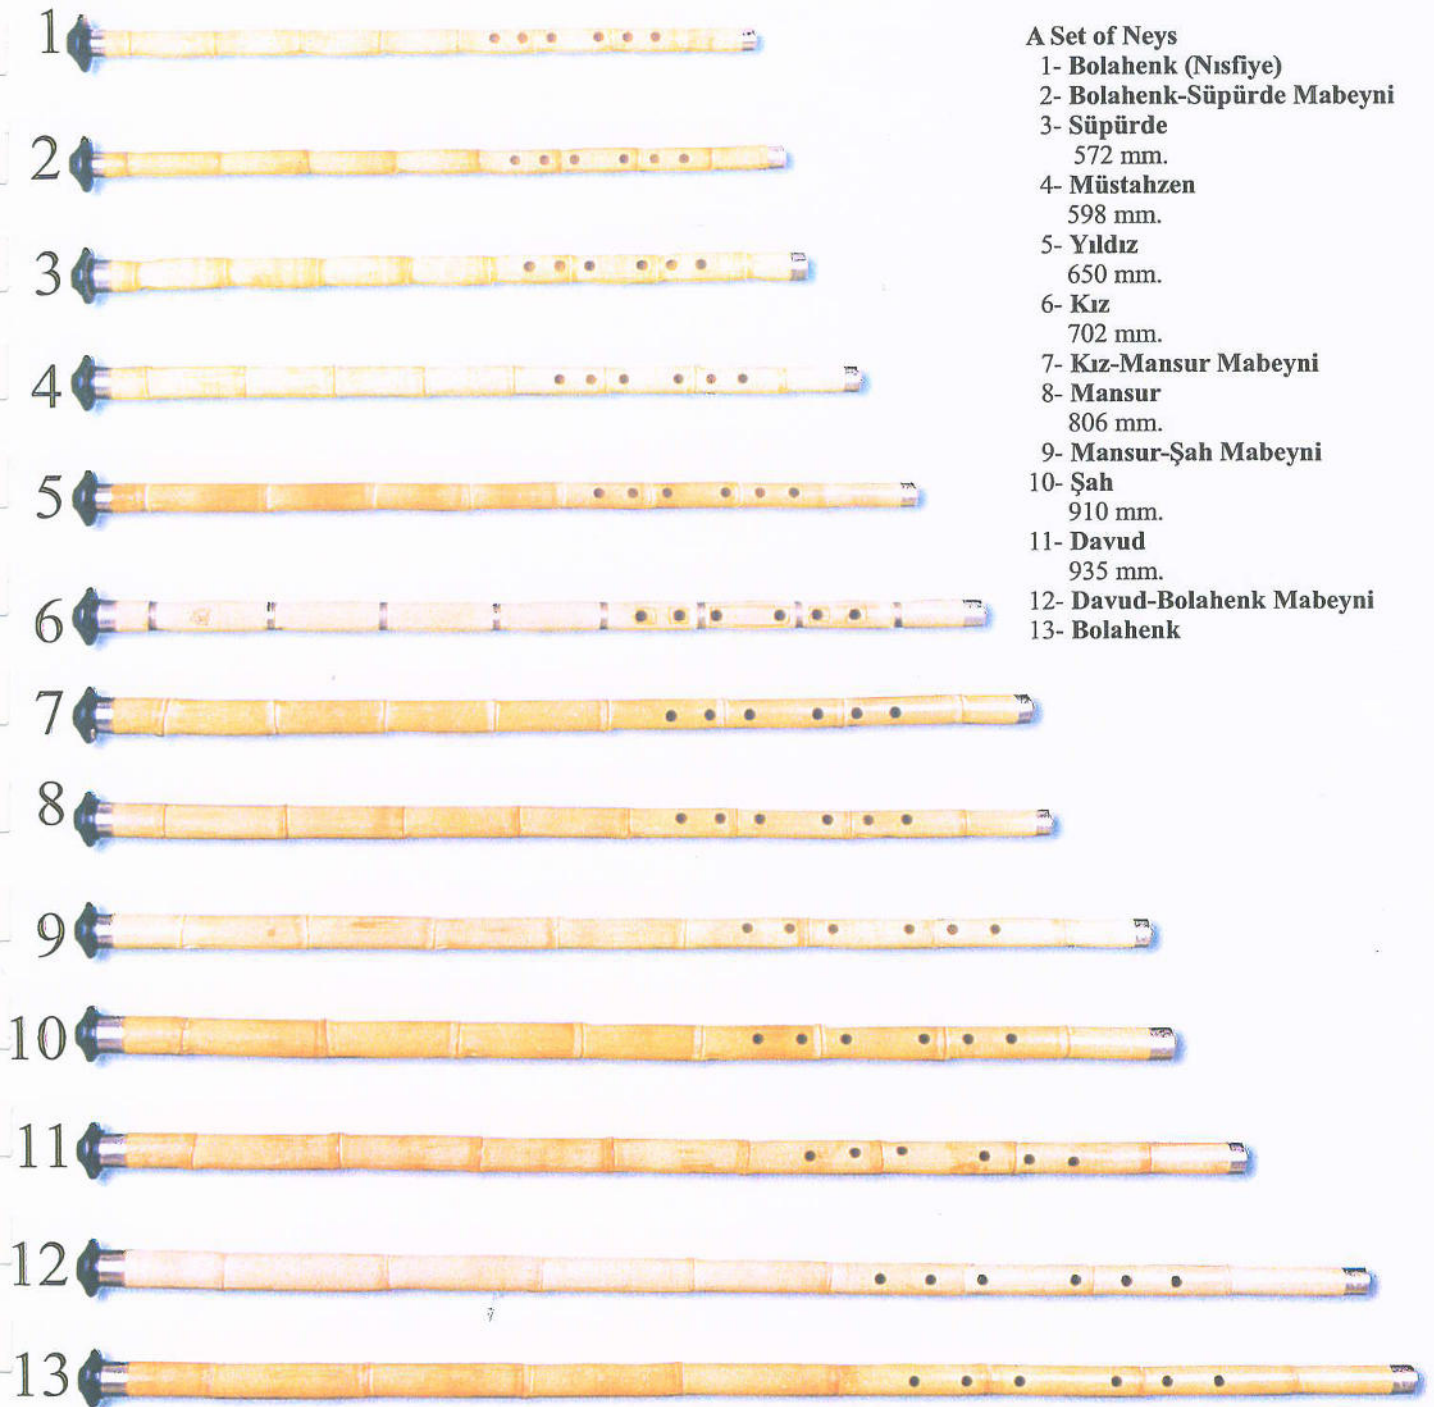 A Set of Neys
1- Bolahenk (Nısfiye)
2- Bolahenk-Süpürde Mabeyni
3- Süpürde
572 mm.
4- Müstahzen
598 mm.
5- Yıldız
650 mm.
6- Kız
702 mm.
7- Kız-Mansur Mabeyni
8- Mansur
806 mm.
9- Mansur-Şah Mabeyni
10- Şah
910 mm.
11- Davud
935 mm.
12- Davud-Bolahenk Mabeyni
13- Bolahenk
1
2
3
4
5
6
7
8
9
10
11
12
13